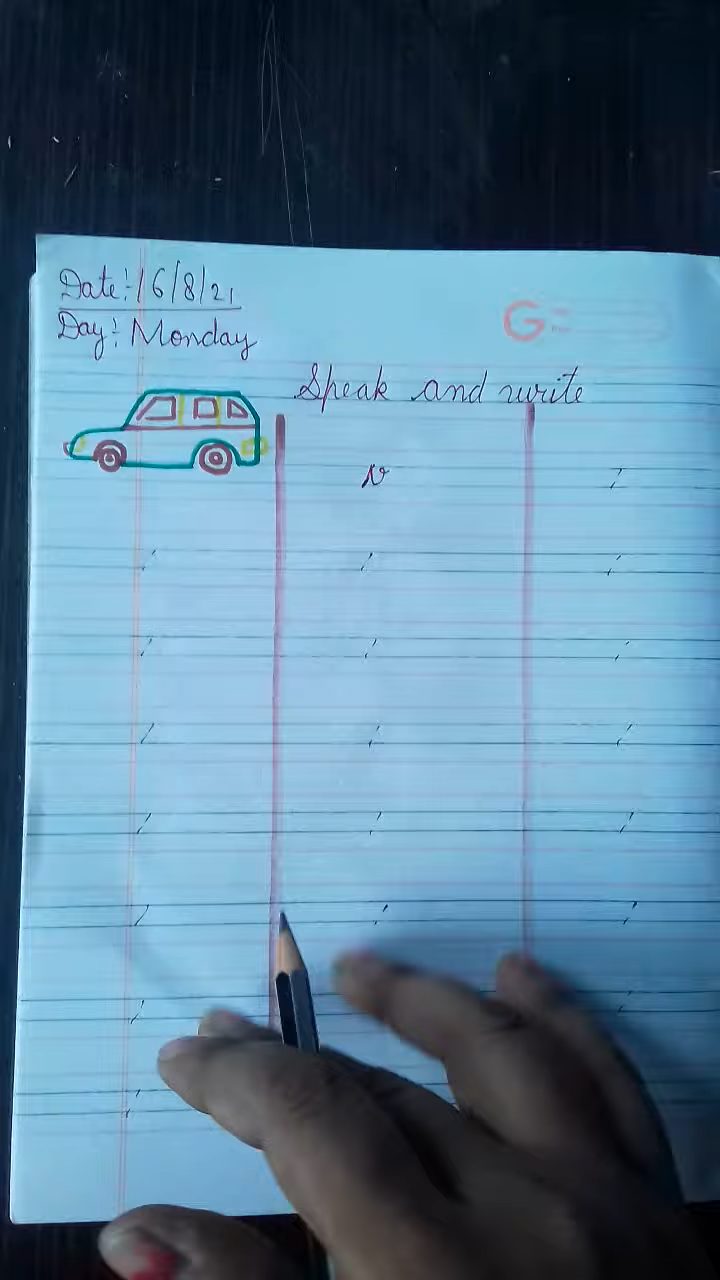 Date:- 16/8/21
Day: Monday
G
Speak and write
v